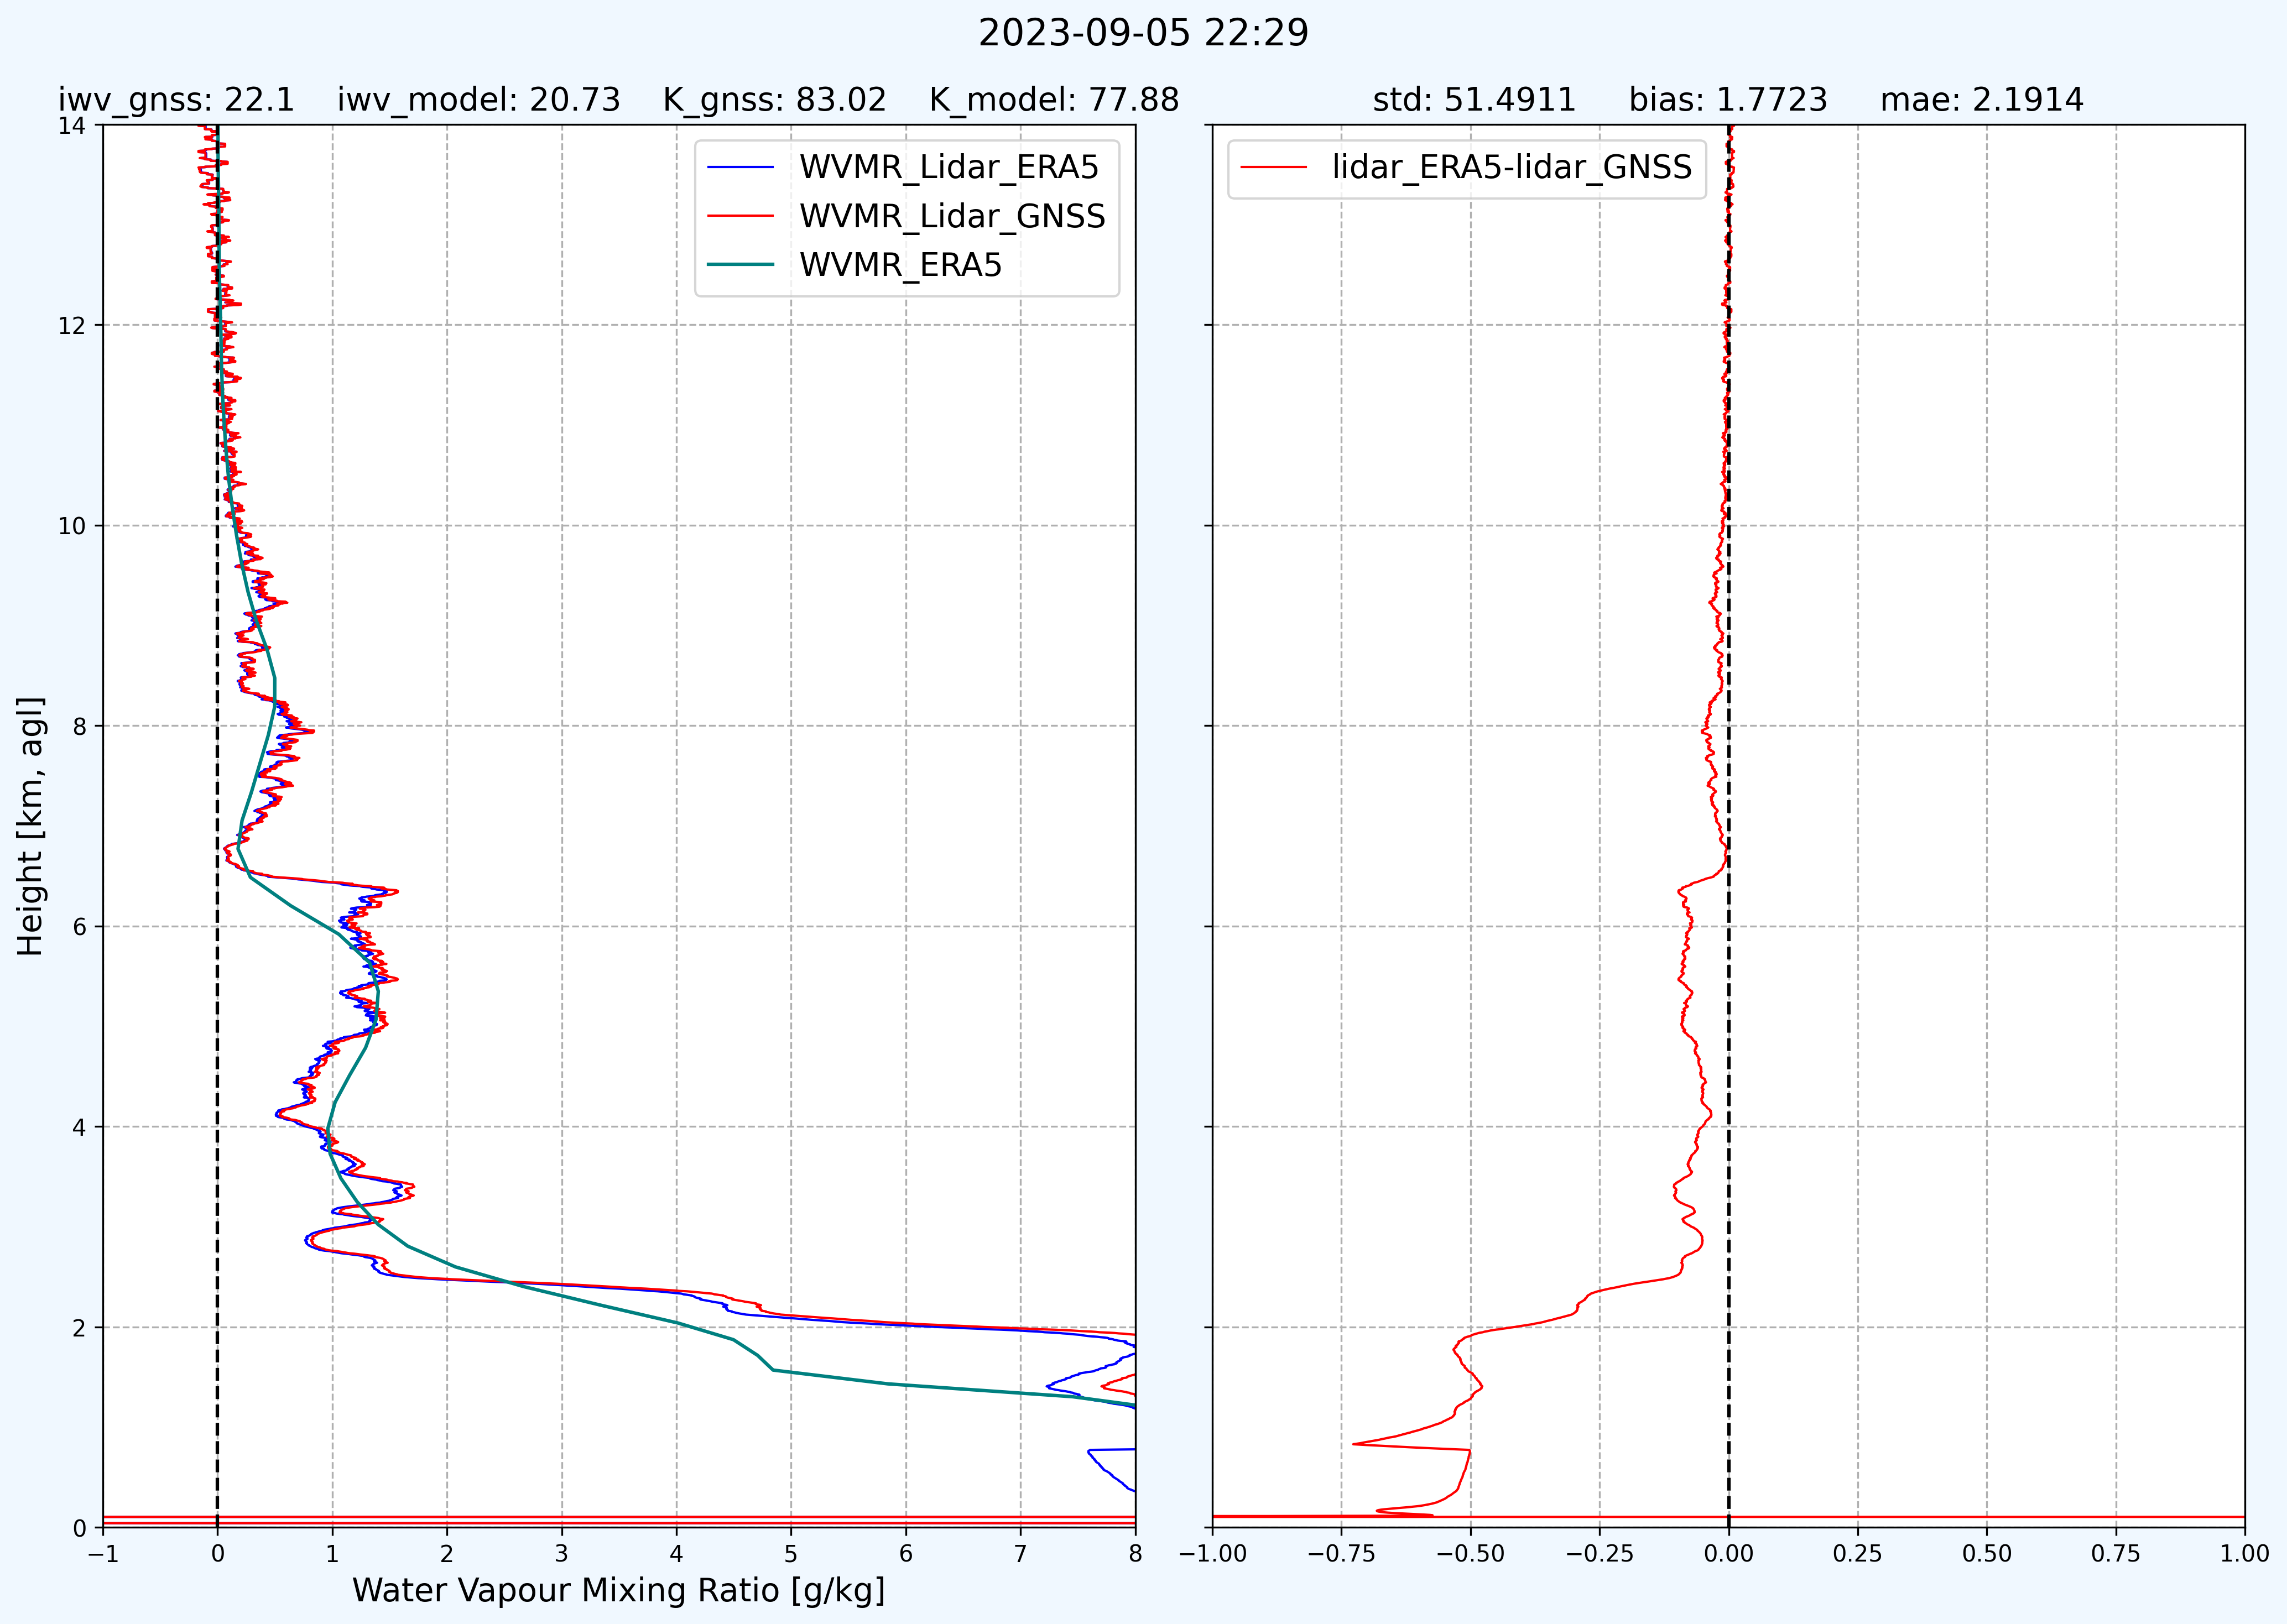 2023-09-05 22:29
iwv_gnss: 22.1 iwv_model: 20.73 K_gnss: 83.02 K_model: 77.88
std: 51.4911 bias: 1.7723 mae: 2.1914
WVMR_Lidar_ERA5
WVMR_Lidar_GNSS
WVMR_ERA5
lidar_ERA5-lidar_GNSS
Height [km, agl]
14
12
10
8
6
4
2
0
−1 0 1 2 3 4 5 6 7 8
Water Vapour Mixing Ratio [g/kg]
−1.00 −0.75 −0.50 −0.25 0.00 0.25 0.50 0.75 1.00